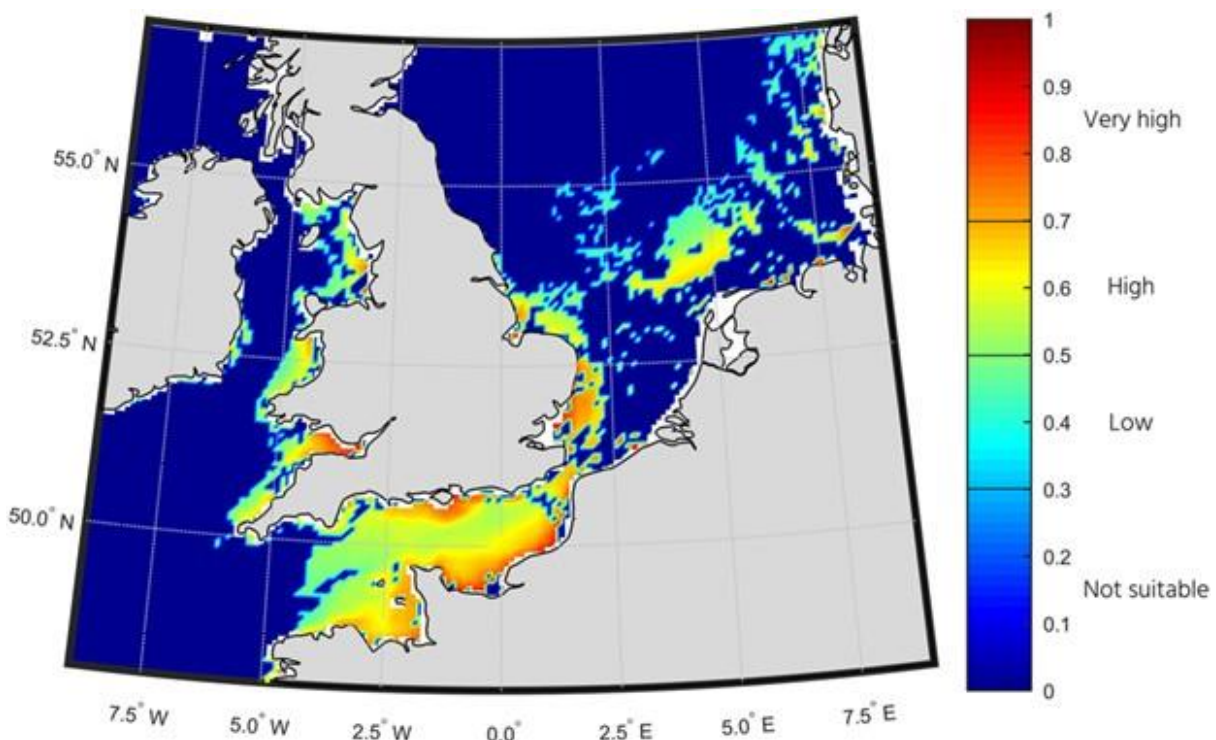 55.0° N
52.5° N
50.0° N
7.5° W
5.0° W
2.5° W
0.0°
2.5° E
5.0° E
7.5° E
1
0.9
0.8
0.7
0.6
0.5
0.4
0.3
0.2
0.1
0
Very high
High
Low
Not suitable